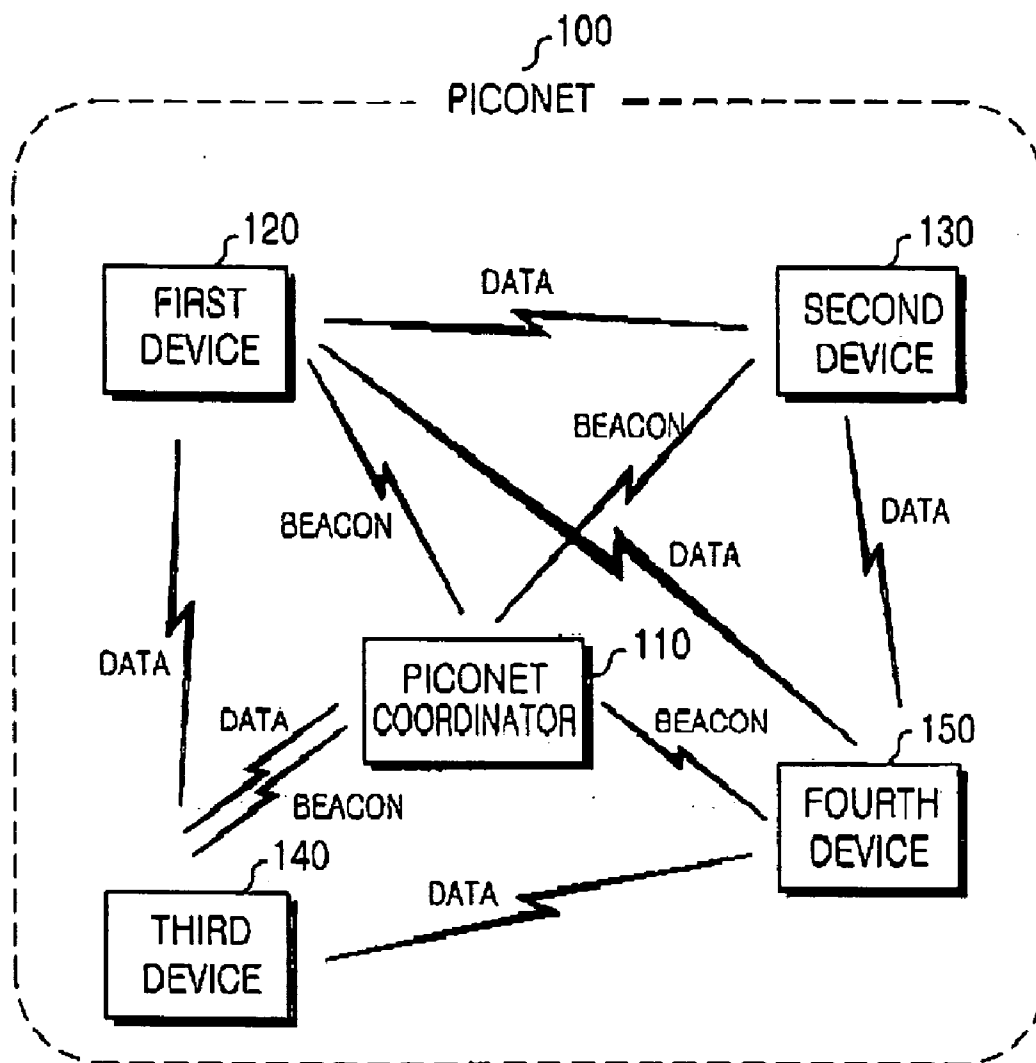 100
PICONET
120
FIRST
DEVICE
130
SECOND
DEVICE
DATA
BEACON
BEACON
DATA
DATA
DATA
110
PICONET
COORDINATOR
DATA
BEACON
BEACON
150
FOURTH
DEVICE
140
THIRD
DEVICE
DATA